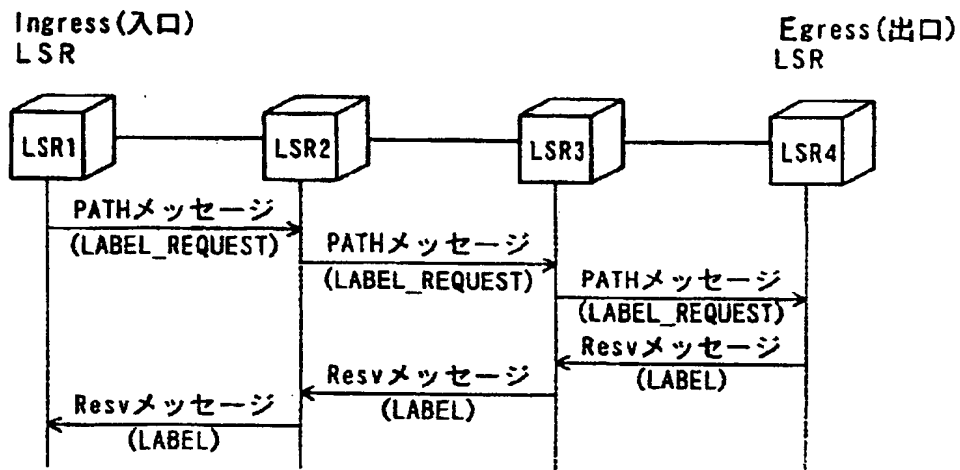 Ingress(入口)
LSR
Egress(出口)
LSR
LSR1
LSR2
LSR3
LSR4
PATHメッセージ
(LABEL_REQUEST)
PATHメッセージ
(LABEL_REQUEST)
PATHメッセージ
(LABEL_REQUEST)
Resvメッセージ
(LABEL)
Resvメッセージ
(LABEL)
Resvメッセージ
(LABEL)